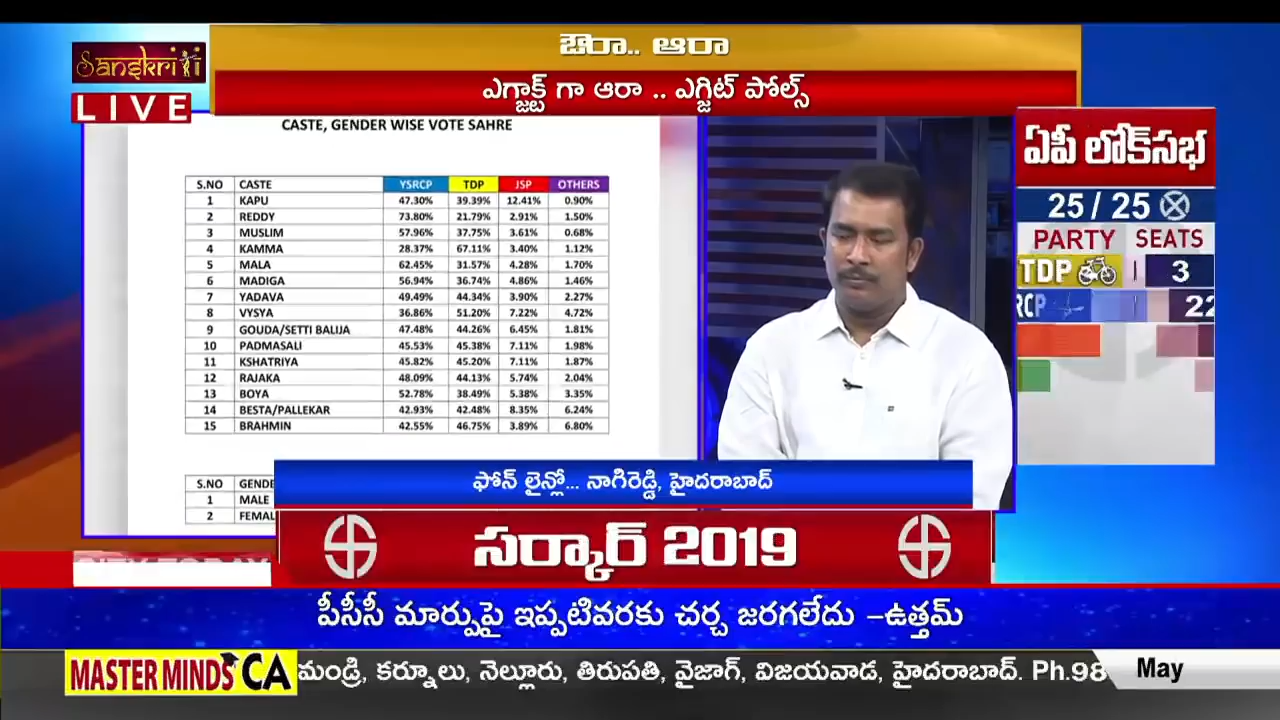 ఔరా.. ఆరా
Sanskriti
LIVE
ఎగ్జాక్ట్ గా ఆరా .. ఎగ్జిట్ పోల్స్
CASTE, GENDER WISE VOTE SAHRE
S.NO CASTE YSRCP TDP JSP OTHERS
1 KAPU 47.30% 39.39% 12.41% 0.90%
2 REDDY 73.80% 21.79% 2.91% 1.50%
3 MUSLIM 57.96% 37.75% 3.61% 0.68%
4 KAMMA 28.37% 67.11% 3.40% 1.12%
5 MALA 62.45% 31.57% 4.28% 1.70%
6 MADIGA 56.94% 36.74% 4.86% 1.46%
7 YADAVA 49.49% 44.34% 3.90% 2.27%
8 VYSYA 36.86% 51.20% 7.22% 4.72%
9 GOUDA/SETTI BALIJA 47.48% 44.26% 6.45% 1.81%
10 PADMASALI 45.53% 45.38% 7.11% 1.98%
11 KSHATRIYA 45.82% 45.20% 7.11% 1.87%
12 RAJAKA 48.09% 44.13% 5.74% 2.04%
13 BOYA 52.78% 38.49% 5.38% 3.35%
14 BESTA/PALLEKAR 42.93% 42.48% 8.35% 6.24%
15 BRAHMIN 42.55% 46.75% 3.89% 6.80%
S.NO GENDE
1 MALE
2 FEMAL
ఏపీ లోక్‌సభ
25 / 25
PARTY SEATS
TDP 3
RCP 22
ఫోన్ లైన్లో... నాగిరెడ్డి, హైదరాబాద్
సర్కార్ 2019
పీసీసీ మార్పుపై ఇప్పటివరకు చర్చ జరగలేదు -ఉత్తమ్
MASTER MINDS CA మండ్రి, కర్నూలు, నెల్లూరు, తిరుపతి, వైజాగ్, విజయవాడ, హైదరాబాద్. Ph.98 May